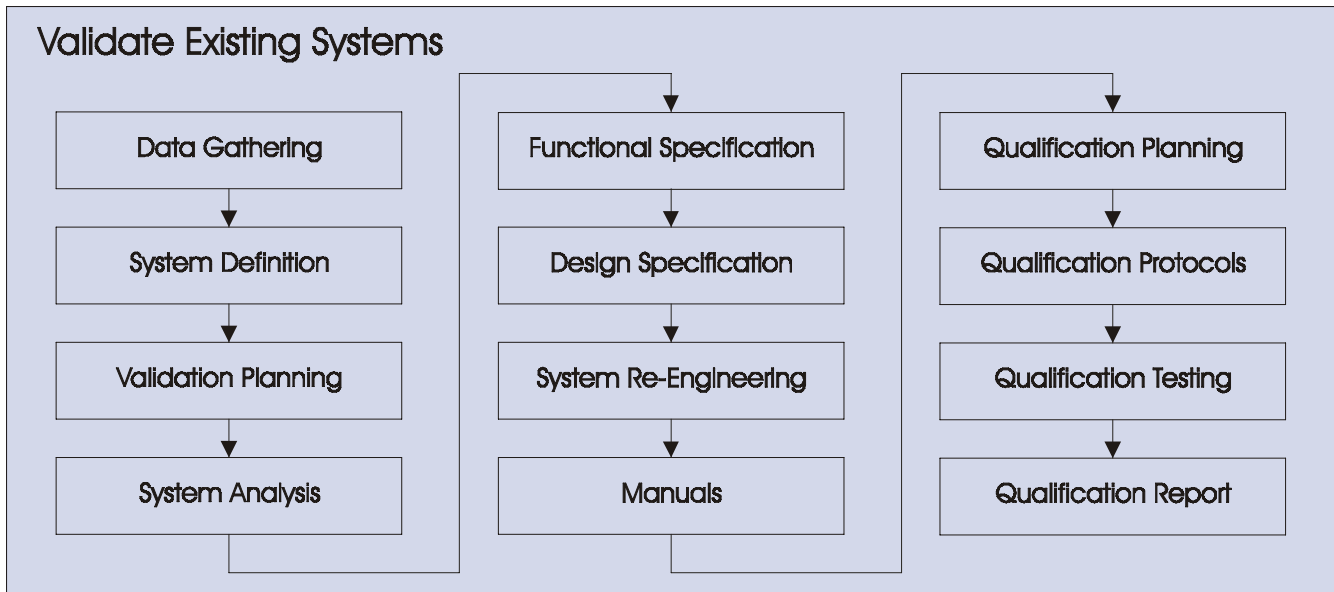 Validate Existing Systems
Data Gathering
System Definition
Validation Planning
System Analysis
Functional Specification
Design Specification
System Re-Engineering
Manuals
Qualification Planning
Qualification Protocols
Qualification Testing
Qualification Report